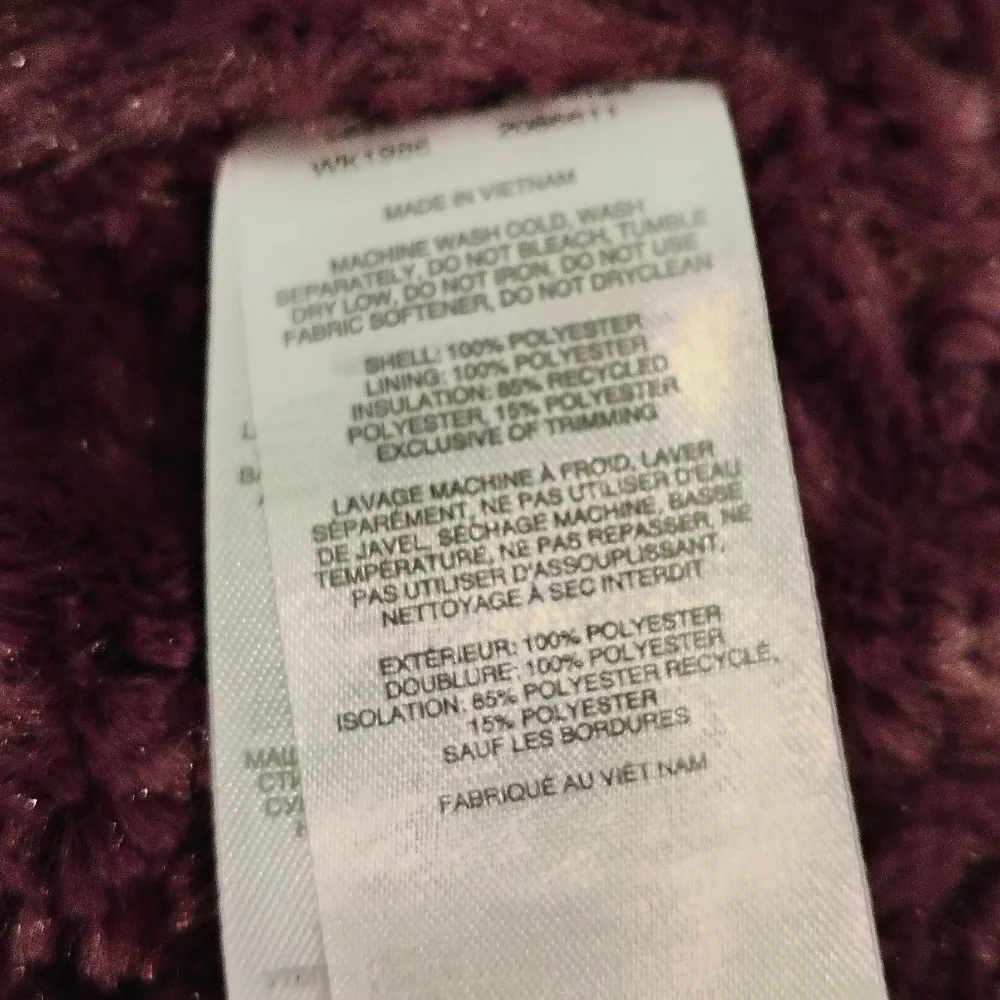 MADE IN VIETNAM
MACHINE WASH COLD, WASH
SEPARATELY, DO NOT BLEACH, TUMBLE
DRY LOW, DO NOT IRON, DO NOT USE
FABRIC SOFTENER, DO NOT DRYCLEAN
SHELL: 100% POLYESTER
LINING: 100% POLYESTER
INSULATION: 85% RECYCLED
POLYESTER, 15% POLYESTER
EXCLUSIVE OF TRIMMING
LAVAGE MACHINE À FROID, LAVER
SÉPARÉMENT, NE PAS UTILISER D'EAU
DE JAVEL, SÉCHAGE MACHINE, BASSE
TEMPÉRATURE, NE PAS REPASSER, NE
PAS UTILISER D'ASSOUPLISSANT,
NETTOYAGE À SEC INTERDIT
EXTÉRIEUR: 100% POLYESTER
DOUBLURE: 100% POLYESTER
ISOLATION: 85% POLYESTER RECYCLÉ,
15% POLYESTER
SAUF LES BORDURES
FABRIQUÉ AU VIÊT NAM